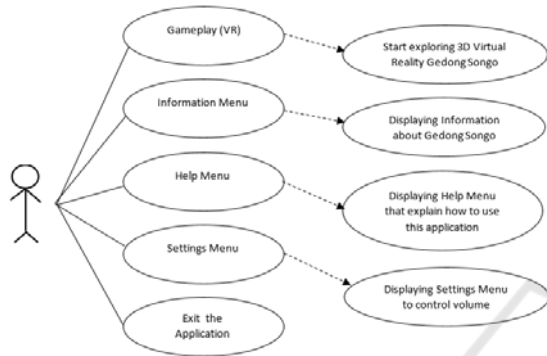 Gameplay (VR)
Start exploring 3D Virtual
Reality Gedong Songo
Information Menu
Displaying Information
about Gedong Songo
Help Menu
Displaying Help Menu
that explain how to use
this application
Settings Menu
Displaying Settings Menu
to control volume
Exit the
Application